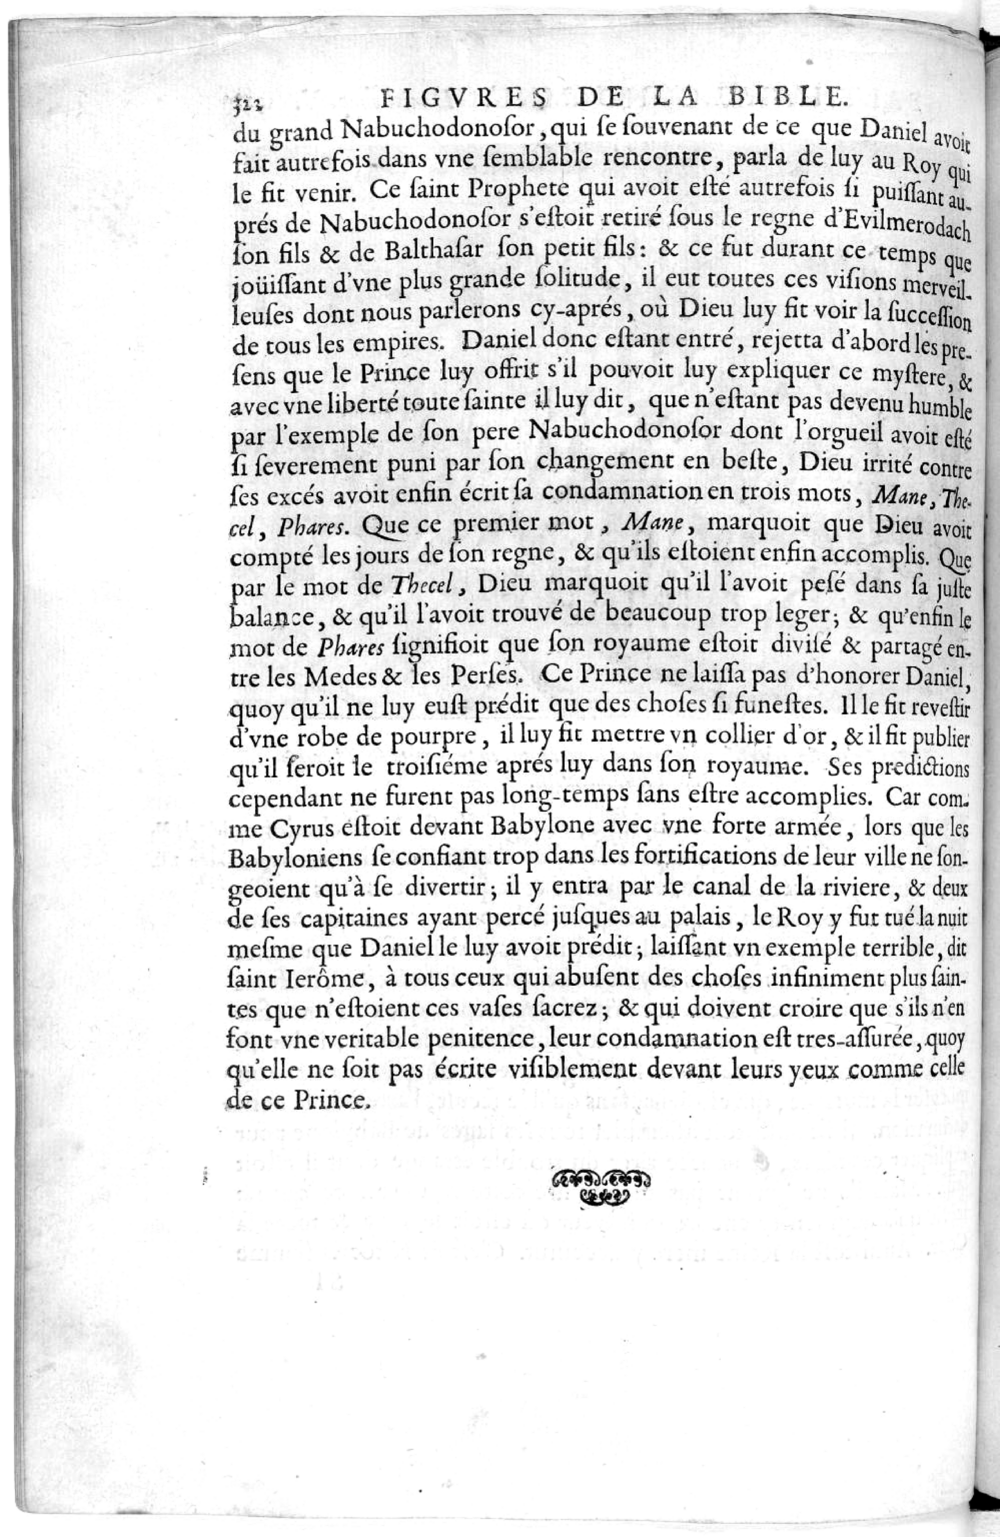 322 FIGVRES DE LA BIBLE.
du grand Nabuchodonoſor, qui ſe ſouvenant de ce que Daniel avoit
fait autrefois dans vne ſemblable rencontre, parla de luy au Roy qui
le fit venir. Ce ſaint Prophete qui avoit eſté autrefois ſi puiſſant au-
prés de Nabuchodonoſor s'eſtoit retiré ſous le regne d'Evilmerodach
ſon fils & de Balthaſar ſon petit fils: & ce fut durant ce temps que
joüiſſant d'vne plus grande ſolitude, il eut toutes ces viſions merveil-
leuſes dont nous parlerons cy-aprés, où Dieu luy fit voir la ſucceſſion
de tous les empires. Daniel donc eſtant entré, rejetta d'abord les pre-
ſens que le Prince luy offrit s'il pouvoit luy expliquer ce myſtere, &
avec vne liberté toute ſainte il luy dit, que n'eſtant pas devenu humble
par l'exemple de ſon pere Nabuchodonoſor dont l'orgueil avoit eſté
ſi ſeverement puni par ſon changement en beſte, Dieu irrité contre
ſes excés avoit enfin écrit ſa condamnation en trois mots, Mane, The-
cel, Phares. Que ce premier mot, Mane, marquoit que Dieu avoit
compté les jours de ſon regne, & qu'ils eſtoient enfin accomplis. Que
par le mot de Thecel, Dieu marquoit qu'il l'avoit peſé dans ſa juſte
balance, & qu'il l'avoit trouvé de beaucoup trop leger; & qu'enfin le
mot de Phares ſignifioit que ſon royaume eſtoit diviſé & partagé en-
tre les Medes & les Perſes. Ce Prince ne laiſſa pas d'honorer Daniel,
quoy qu'il ne luy euſt prédit que des choſes ſi funeſtes. Il le fit reveſtir
d'vne robe de pourpre, il luy fit mettre vn collier d'or, & il fit publier
qu'il ſeroit le troiſiéme aprés luy dans ſon royaume. Ses predictions
cependant ne furent pas long-temps ſans eſtre accomplies. Car com-
me Cyrus eſtoit devant Babylone avec vne forte armée, lors que les
Babyloniens ſe confiant trop dans les fortifications de leur ville ne ſon-
geoient qu'à ſe divertir; il y entra par le canal de la riviere, & deux
de ſes capitaines ayant percé juſques au palais, le Roy y fut tué la nuit
meſme que Daniel le luy avoit prédit; laiſſant vn exemple terrible, dit
ſaint Ierôme, à tous ceux qui abuſent des choſes infiniment plus ſain-
tes que n'eſtoient ces vaſes ſacrez; & qui doivent croire que s'ils n'en
font vne veritable penitence, leur condamnation eſt tres-aſſurée, quoy
qu'elle ne ſoit pas écrite viſiblement devant leurs yeux comme celle
de ce Prince.